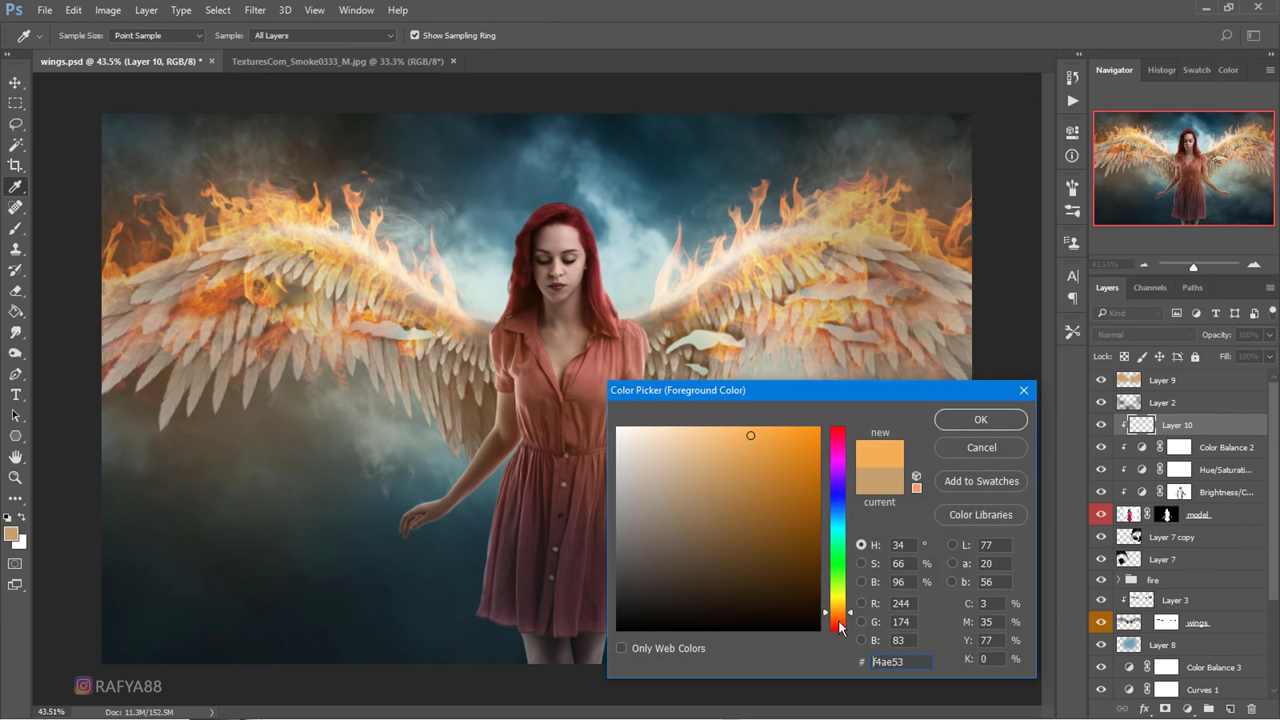 Ps File Edit Image Layer Type Select Filter 3D View Window Help
Sample Size: Point Sample Sample: All Layers Show Sampling Ring
wings.psd @ 43.5% (Layer 10, RGB/8) * × TexturesCom_Smoke0333_M.jpg @ 33.3% (RGB/8*) ×
Navigator Histogr Swatch Color
43.51%
Layers Channels Paths
Kind
Normal Opacity: 100%
Lock: Fill: 100%
Layer 9
Layer 2
Layer 10
Color Balance 2
Hue/Saturati...
Brightness/C...
model
Layer 7 copy
Layer 7
fire
Layer 3
wings
Layer 8
Color Balance 3
Curves 1
Color Picker (Foreground Color)
new
current
OK
Cancel
Add to Swatches
Color Libraries
H: 34 ° L: 77
S: 66 % a: 20
B: 96 % b: 56
R: 244 C: 3 %
G: 174 M: 35 %
B: 83 Y: 77 %
# f4ae53 K: 0 %
Only Web Colors
RAFYA88
43.51% Doc: 11.3M/152.5M